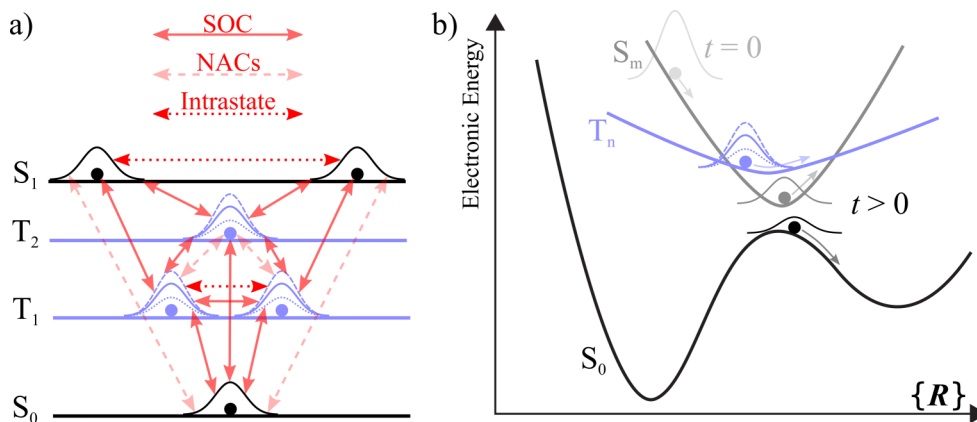 a)
SOC
NACs
Intrastate
S₁
T₂
T₁
S₀
b)
Electronic Energy
Sₘ
t = 0
Tₙ
t > 0
S₀
{R}